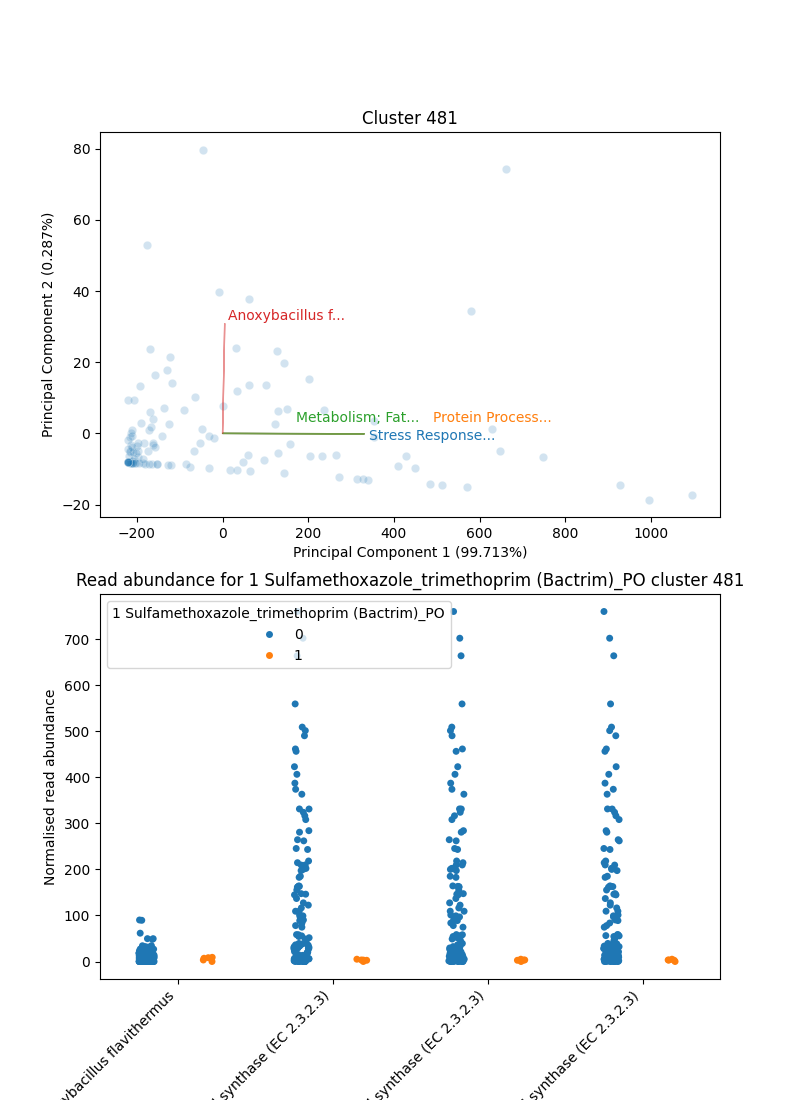 Cluster 481
80
60
40
20
0
−20
Principal Component 2 (0.287%)
Anoxybacillus f...
Metabolism; Fat...
Protein Process...
Stress Response...
−200 0 200 400 600 800 1000
Principal Component 1 (99.713%)
Read abundance for 1 Sulfamethoxazole_trimethoprim (Bactrim)_PO cluster 481
1 Sulfamethoxazole_trimethoprim (Bactrim)_PO
0
1
700
600
500
400
300
200
100
0
Normalised read abundance
flavithermus
synthase (EC 2.3.2.3)
synthase (EC 2.3.2.3)
synthase (EC 2.3.2.3)